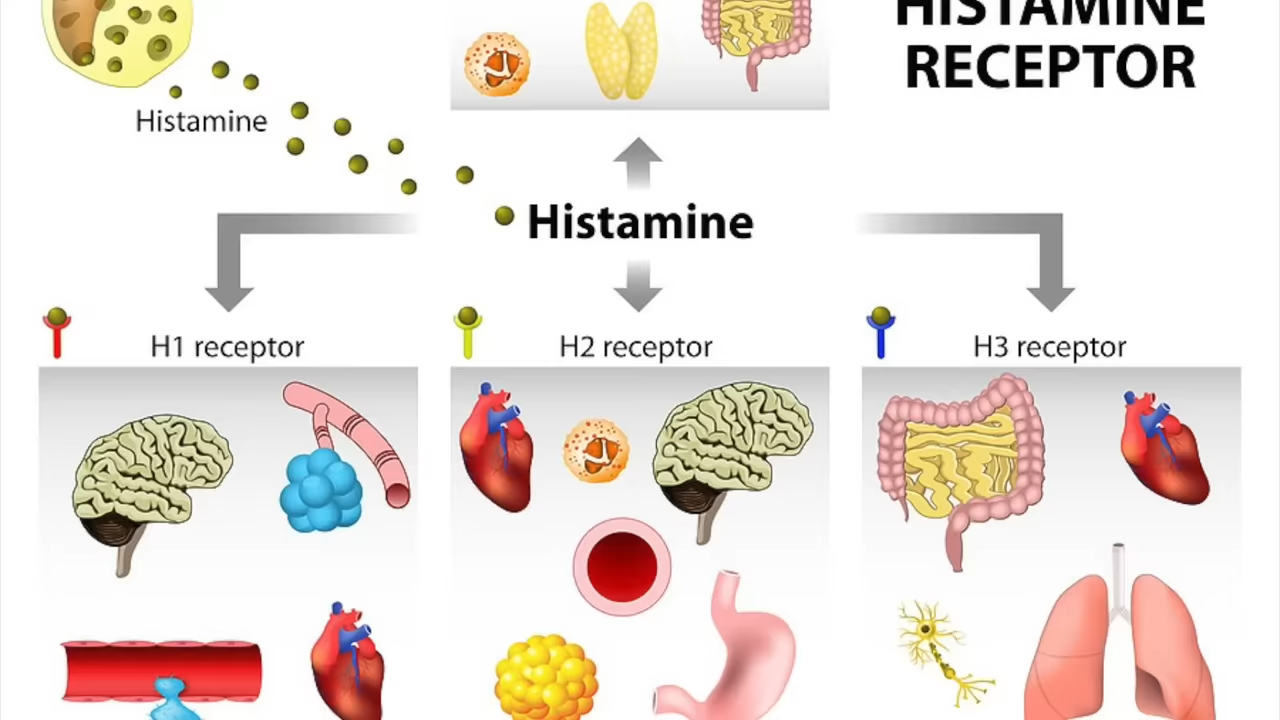 HISTAMINE
RECEPTOR
Histamine
Histamine
H1 receptor
H2 receptor
H3 receptor